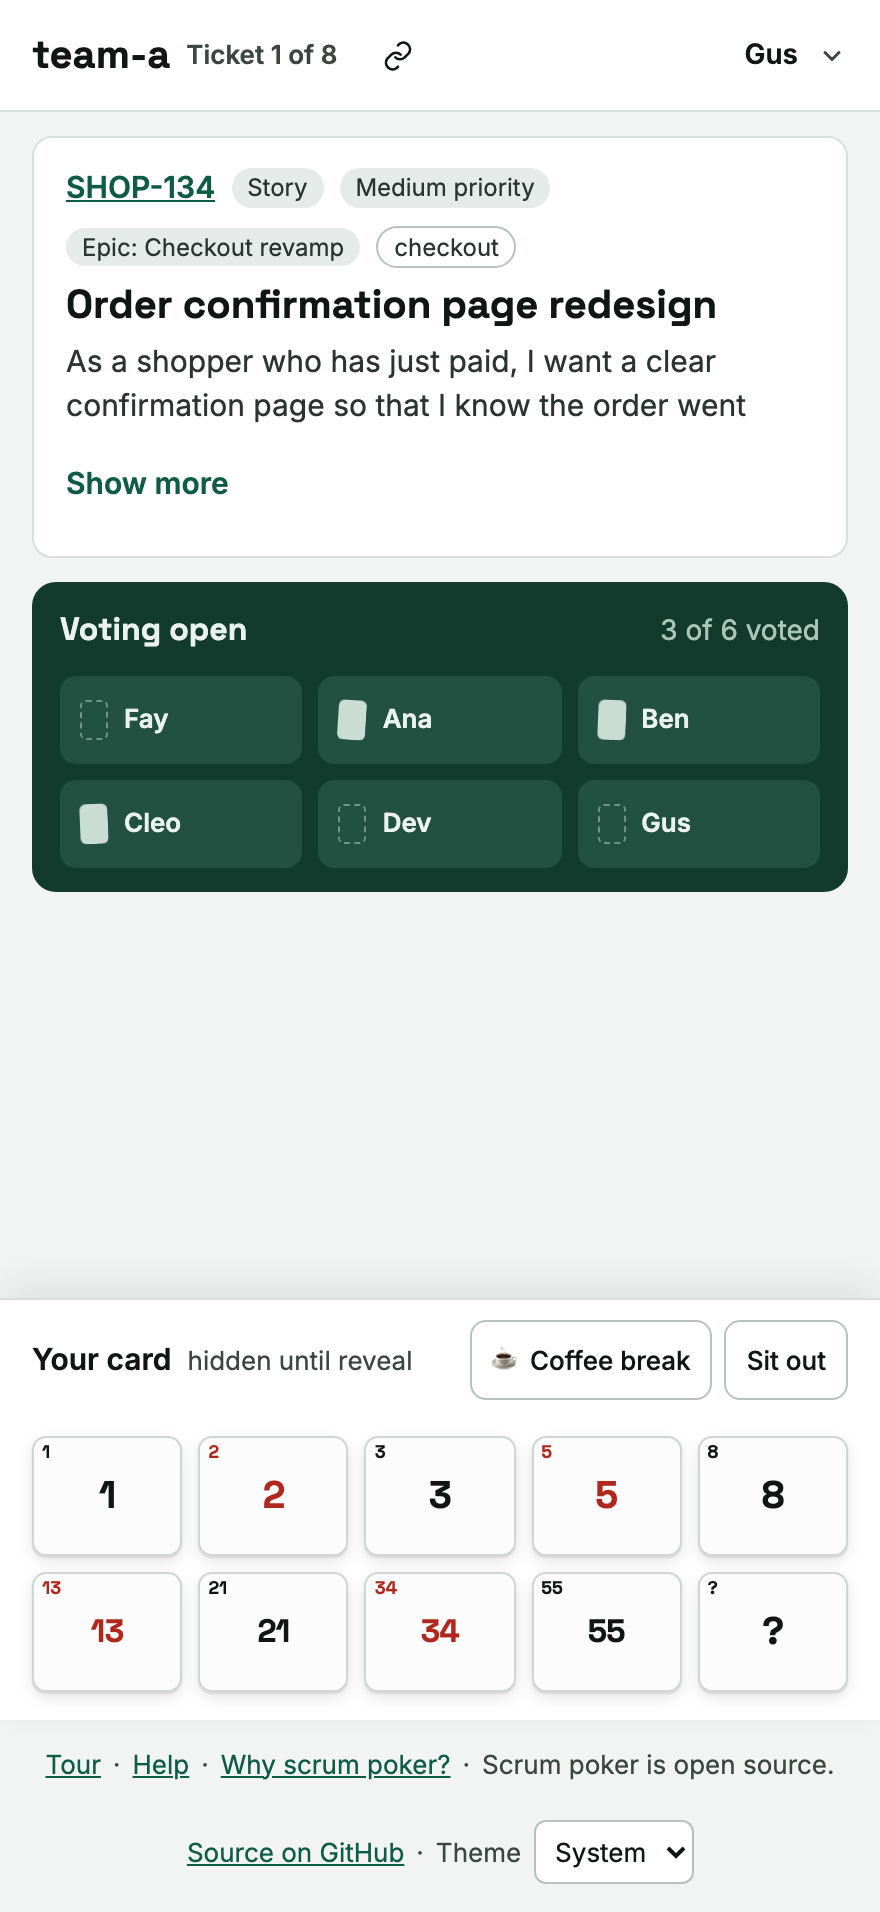 team-a Ticket 1 of 8 Gus
SHOP-134 Story Medium priority
Epic: Checkout revamp checkout
Order confirmation page redesign
As a shopper who has just paid, I want a clear
confirmation page so that I know the order went
Show more
Voting open 3 of 6 voted
Fay Ana Ben
Cleo Dev Gus
Your card hidden until reveal Coffee break Sit out
1 2 3 5 8
1 2 3 5 8
13 21 34 55 ?
13 21 34 55 ?
Tour · Help · Why scrum poker? · Scrum poker is open source.
Source on GitHub · Theme System